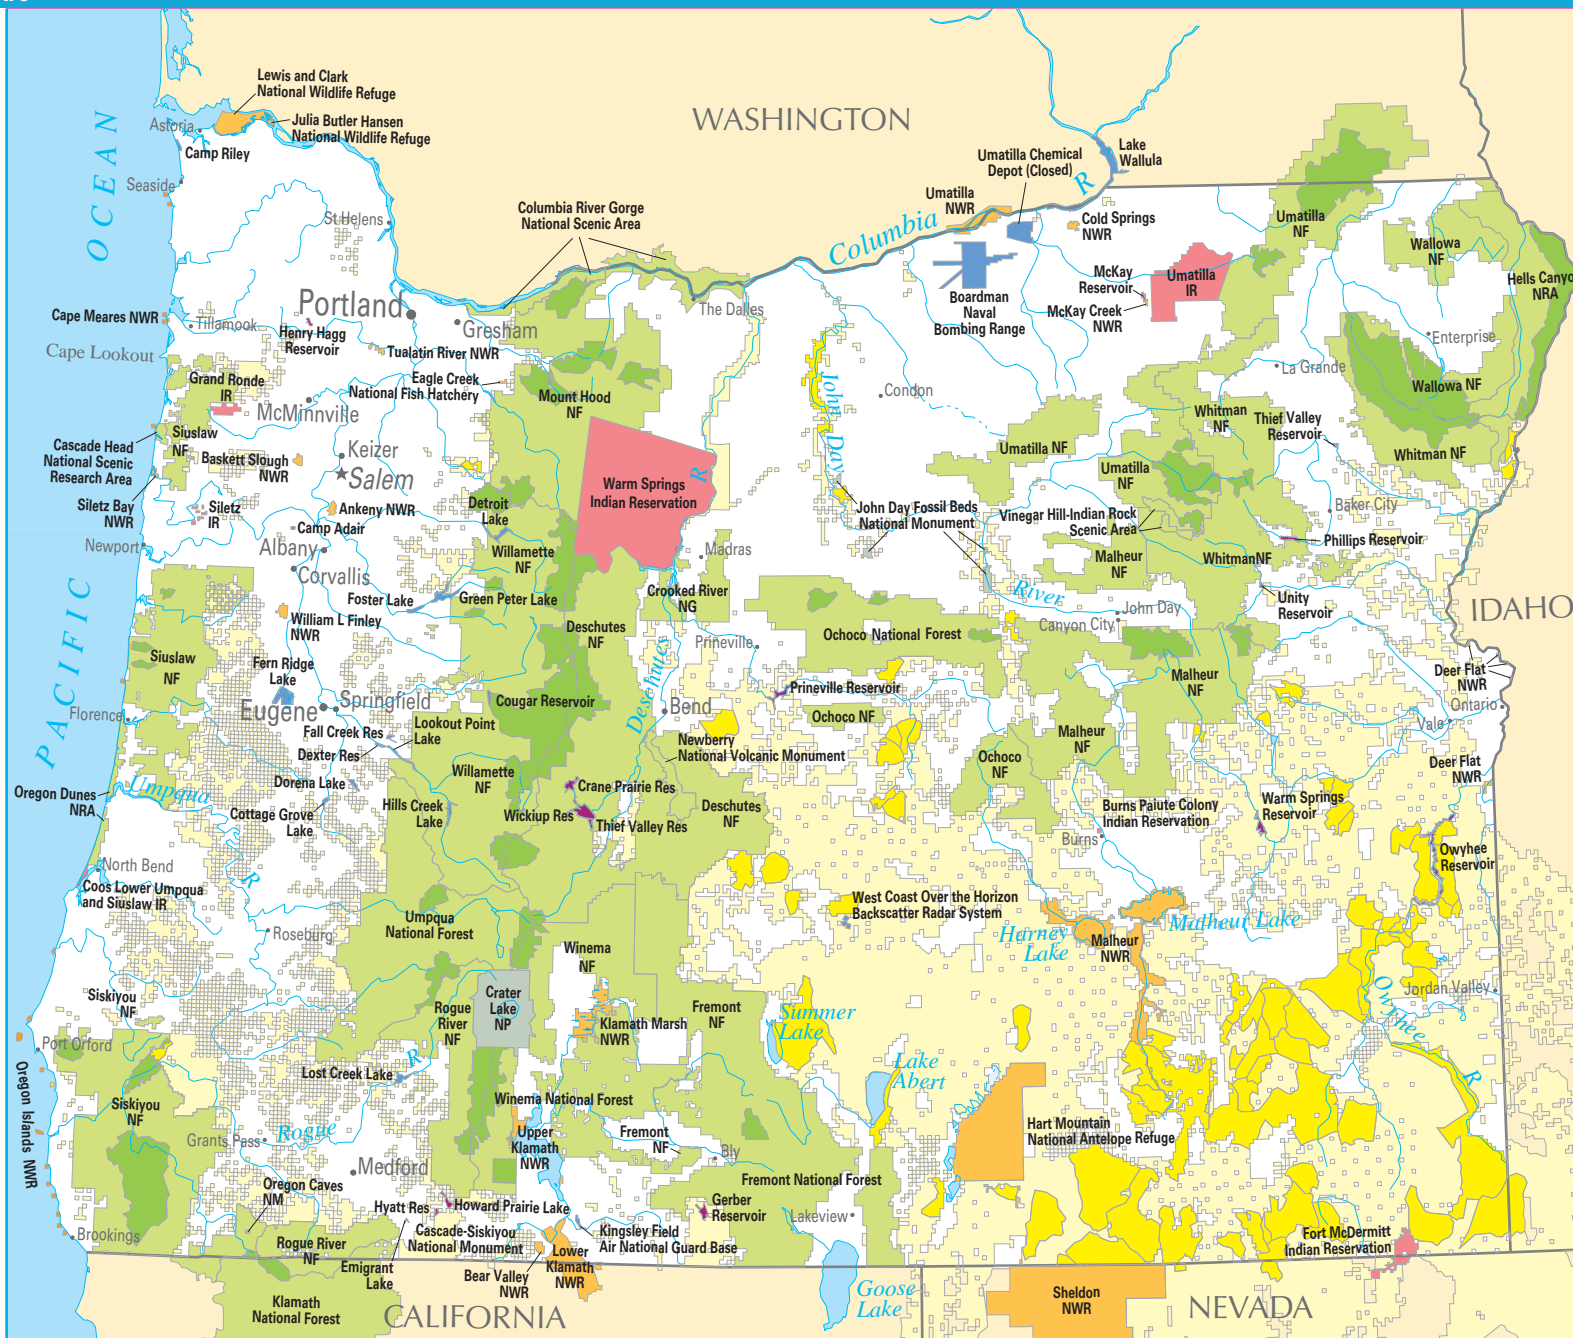 WASHINGTON
Lewis and Clark
National Wildlife Refuge
Julia Butler Hansen
National Wildlife Refuge
Astoria
Camp Riley
Seaside
OCEAN
St Helens
Columbia River Gorge
National Scenic Area
Umatilla Chemical
Depot (Closed)
Lake
Wallula
Umatilla
NWR
Columbia
R
Cold Springs
NWR
Umatilla
NF
Wallowa
NF
Hells Canyo
NRA
McKay
Reservoir
Umatilla
IR
McKay Creek
NWR
Boardman
Naval
Bombing Range
Portland
Gresham
The Dalles
Cape Meares NWR
Tillamook
Henry Hagg
Reservoir
Tualatin River NWR
Cape Lookout
Eagle Creek
National Fish Hatchery
Enterprise
La Grande
Grand Ronde
IR
McMinnville
Mount Hood
NF
Condon
John Day
Wallowa NF
Whitman
NF
Thief Valley
Reservoir
Siuslaw
NF
Cascade Head
National Scenic
Research Area
Keizer
Salem
Baskett Slough
NWR
Umatilla NF
Umatilla
NF
Whitman NF
Warm Springs
Indian Reservation
R
Siletz Bay
NWR
Siletz
IR
Ankeny NWR
Camp Adair
Detroit
Lake
John Day Fossil Beds
National Monument
Vinegar Hill-Indian Rock
Scenic Area
Baker City
Phillips Reservoir
Newport
Albany
Willamette
NF
Madras
Malheur
NF
WhitmanNF
Corvallis
Foster Lake
Green Peter Lake
Crooked River
NG
River
John Day
Canyon City
Unity
Reservoir
IDAHO
William L Finley
NWR
Deschutes
NF
Prineville
Ochoco National Forest
PACIFIC
Siuslaw
NF
Fern Ridge
Lake
Springfield
Eugene
Cougar Reservoir
Deschutes
Bend
Prineville Reservoir
Ochoco NF
Malheur
NF
Deer Flat
NWR
Ontario
Vale
Florence
Fall Creek Res
Lookout Point
Lake
Dexter Res
Newberry
National Volcanic Monument
Malheur
NF
Ochoco
NF
Deer Flat
NWR
Oregon Dunes
NRA
Umpqua
R
Dorena Lake
Cottage Grove
Lake
Hills Creek
Lake
Willamette
NF
Crane Prairie Res
Wickiup Res
Thief Valley Res
Deschutes
NF
Burns Paiute Colony
Indian Reservation
Burns
Warm Springs
Reservoir
Owyhee
Reservoir
North Bend
Coos Lower Umpqua
and Siuslaw IR
Roseburg
Umpqua
National Forest
Winema
NF
West Coast Over the Horizon
Backscatter Radar System
Harney
Lake
Malheur
NWR
Malheur Lake
Siskiyou
NF
Port Orford
Rogue
River
NF
Crater
Lake
NP
Klamath Marsh
NWR
Fremont
NF
Summer
Lake
Jordan Valley
Owyhee
R
Oregon Islands NWR
Lost Creek Lake
R
Rogue
Siskiyou
NF
Grants Pass
Medford
Winema National Forest
Upper
Klamath
NWR
Fremont
NF
Bly
Lake
Abert
Hart Mountain
National Antelope Refuge
Fremont National Forest
Oregon Caves
NM
Hyatt Res
Howard Prairie Lake
Gerber
Reservoir
Lakeview
Brookings
Rogue River
NF
Emigrant
Lake
Cascade-Siskiyou
National Monument
Bear Valley
NWR
Lower
Klamath
NWR
Kingsley Field
Air National Guard Base
Fort McDermitt
Indian Reservation
Klamath
National Forest
CALIFORNIA
Goose
Lake
Sheldon
NWR
NEVADA